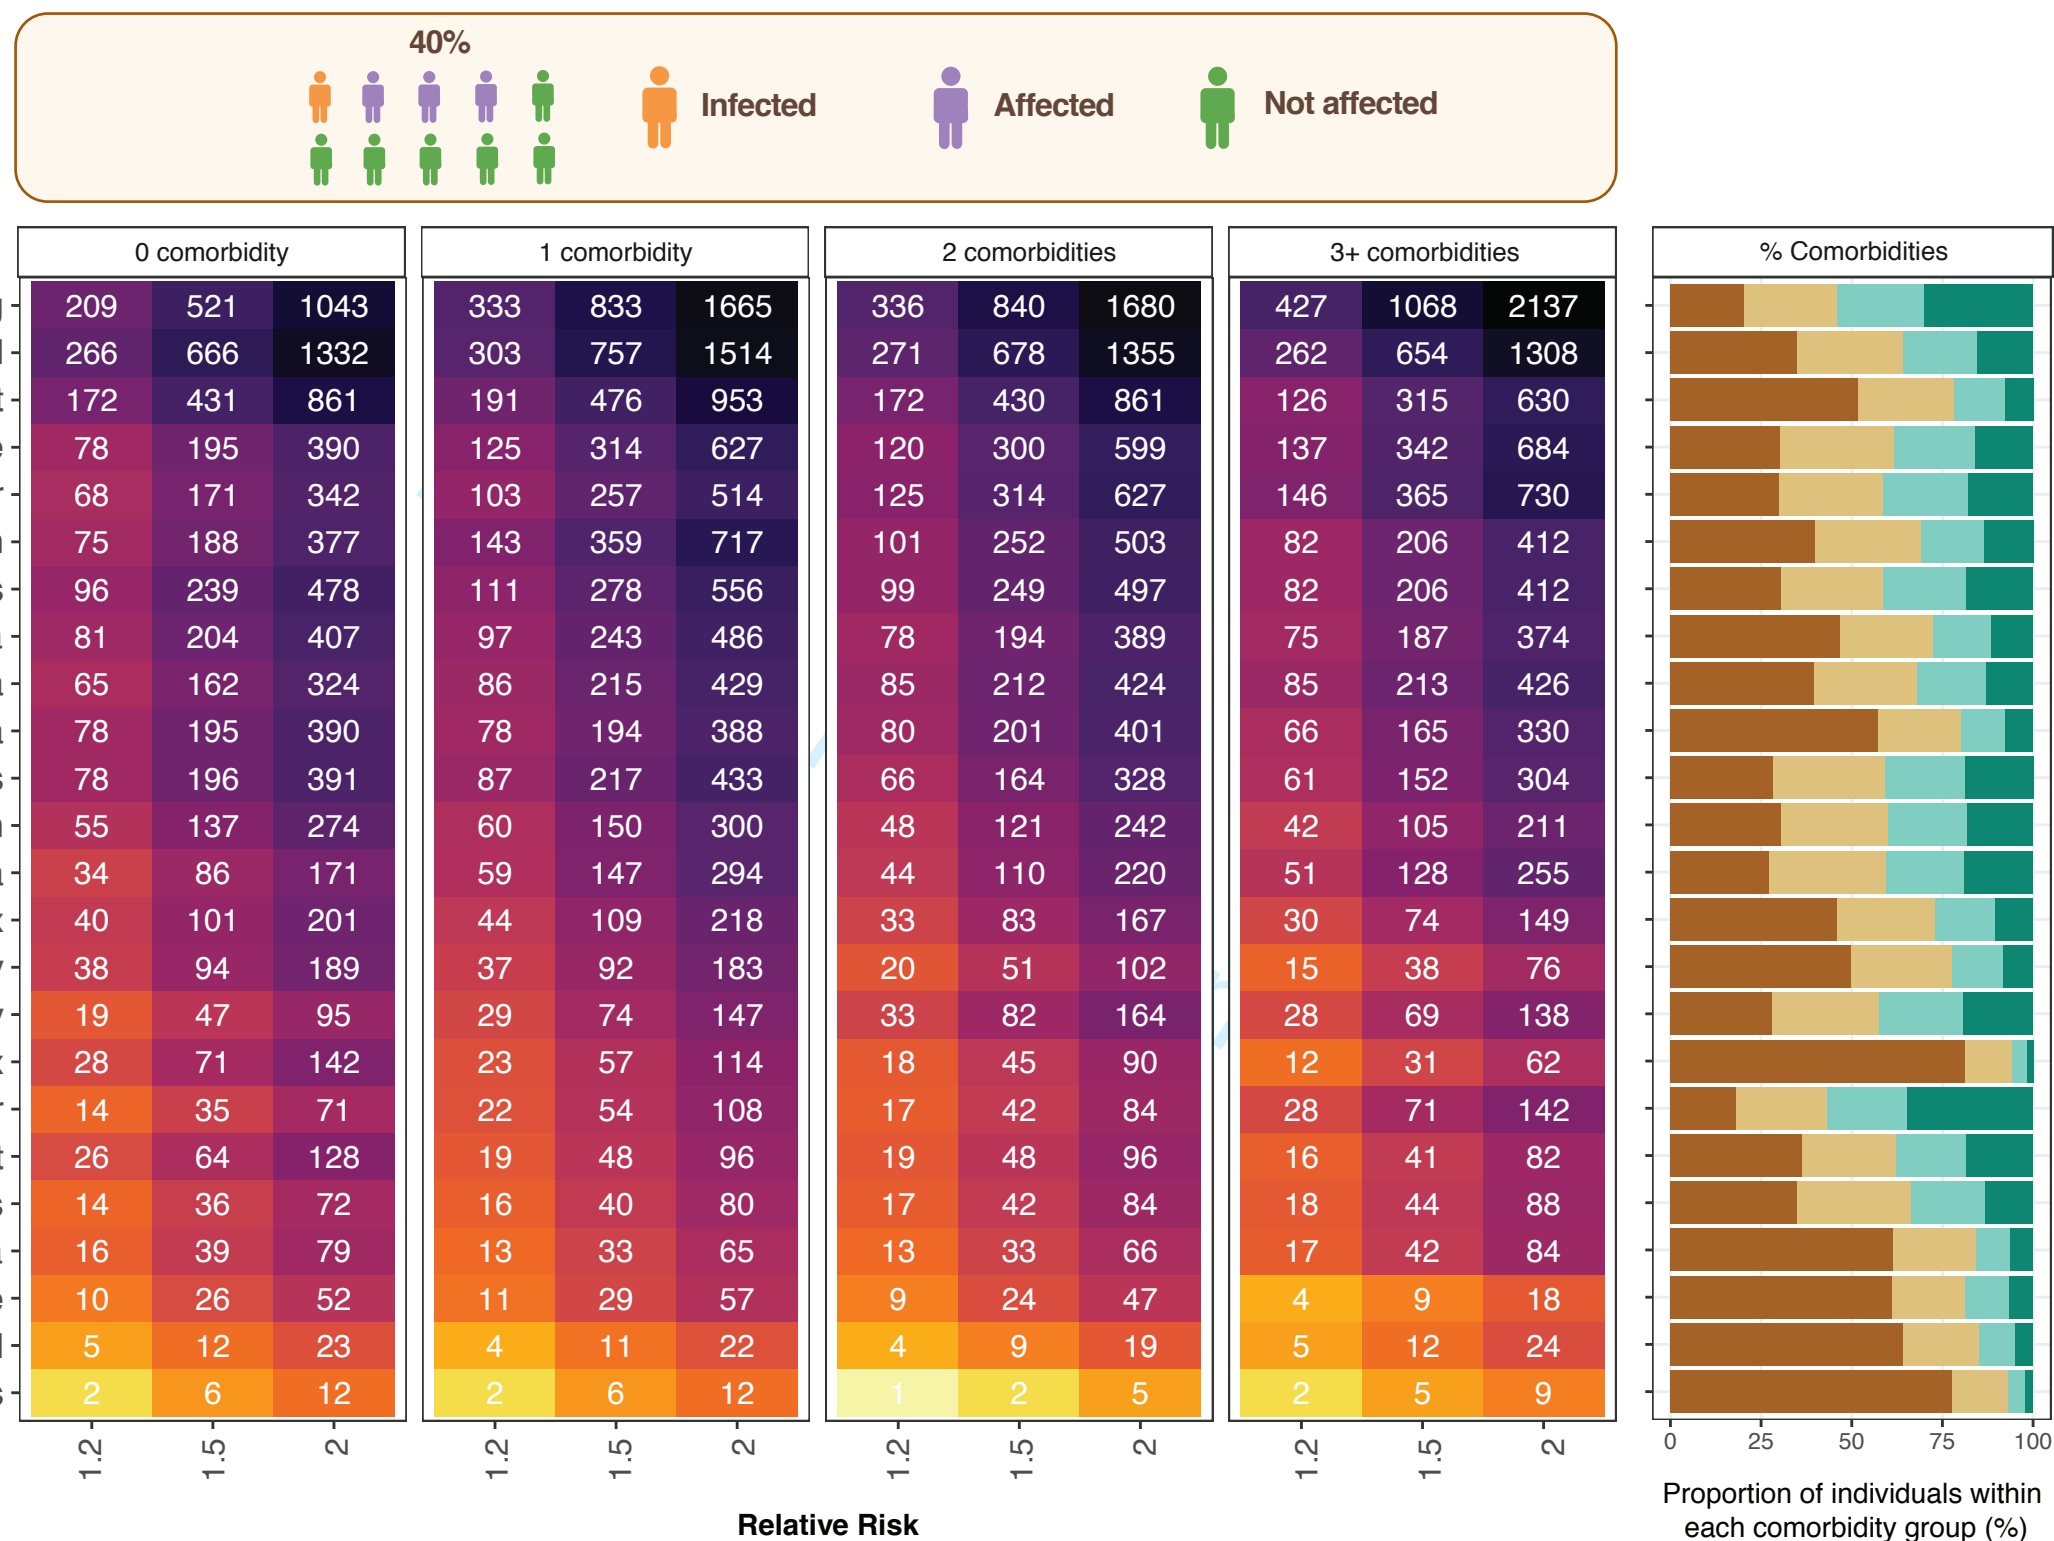 40%
Infected
Affected
Not affected
0 comorbidity 1 comorbidity 2 comorbidities 3+ comorbidities % Comorbidities
209 521 1043 333 833 1665 336 840 1680 427 1068 2137
266 666 1332 303 757 1514 271 678 1355 262 654 1308
172 431 861 191 476 953 172 430 861 126 315 630
78 195 390 125 314 627 120 300 599 137 342 684
68 171 342 103 257 514 125 314 627 146 365 730
75 188 377 143 359 717 101 252 503 82 206 412
96 239 478 111 278 556 99 249 497 82 206 412
81 204 407 97 243 486 78 194 389 75 187 374
65 162 324 86 215 429 85 212 424 85 213 426
78 195 390 78 194 388 80 201 401 66 165 330
78 196 391 87 217 433 66 164 328 61 152 304
55 137 274 60 150 300 48 121 242 42 105 211
34 86 171 59 147 294 44 110 220 51 128 255
40 101 201 44 109 218 33 83 167 30 74 149
38 94 189 37 92 183 20 51 102 15 38 76
19 47 95 29 74 147 33 82 164 28 69 138
28 71 142 23 57 114 18 45 90 12 31 62
14 35 71 22 54 108 17 42 84 28 71 142
26 64 128 19 48 96 19 48 96 16 41 82
14 36 72 16 40 80 17 42 84 18 44 88
16 39 79 13 33 65 13 33 66 17 42 84
10 26 52 11 29 57 9 24 47 4 9 18
5 12 23 4 11 22 4 9 19 5 12 24
2 6 12 2 6 12 1 2 5 2 5 9
1.2 1.5 2 1.2 1.5 2 1.2 1.5 2 1.2 1.5 2 0 25 50 75 100
Relative Risk
Proportion of individuals within
each comorbidity group (%)